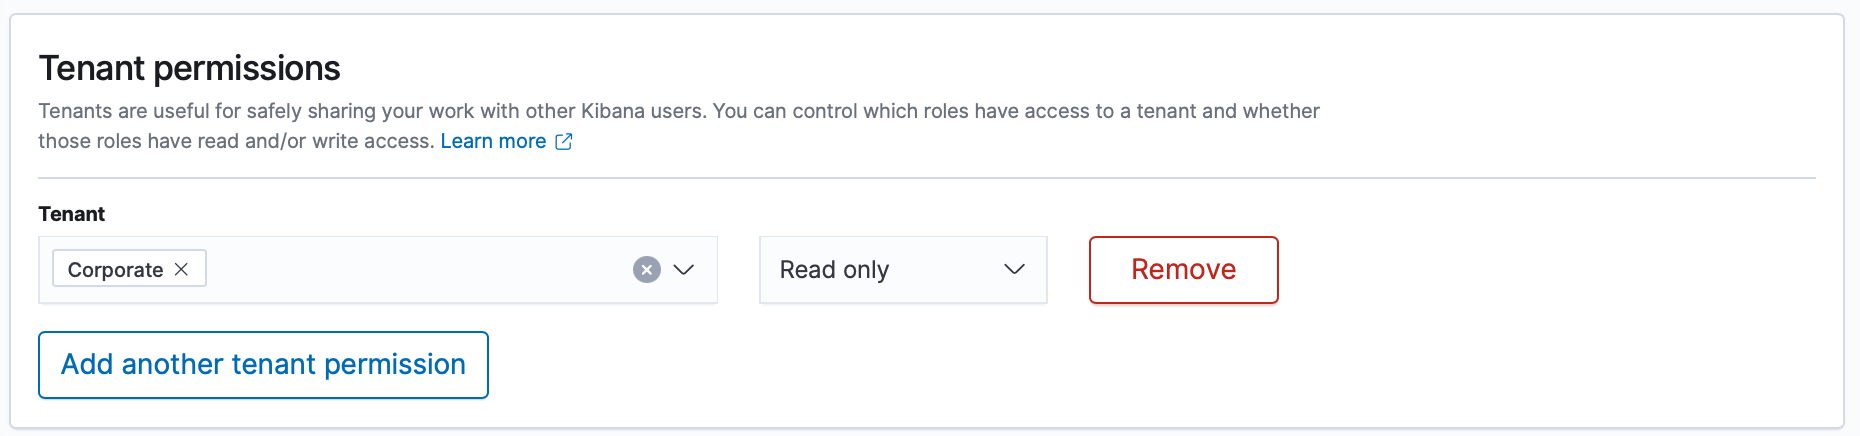 Tenant permissions
Tenants are useful for safely sharing your work with other Kibana users. You can control which roles have access to a tenant and whether
those roles have read and/or write access. Learn more
Tenant
Corporate
Read only
Remove
Add another tenant permission